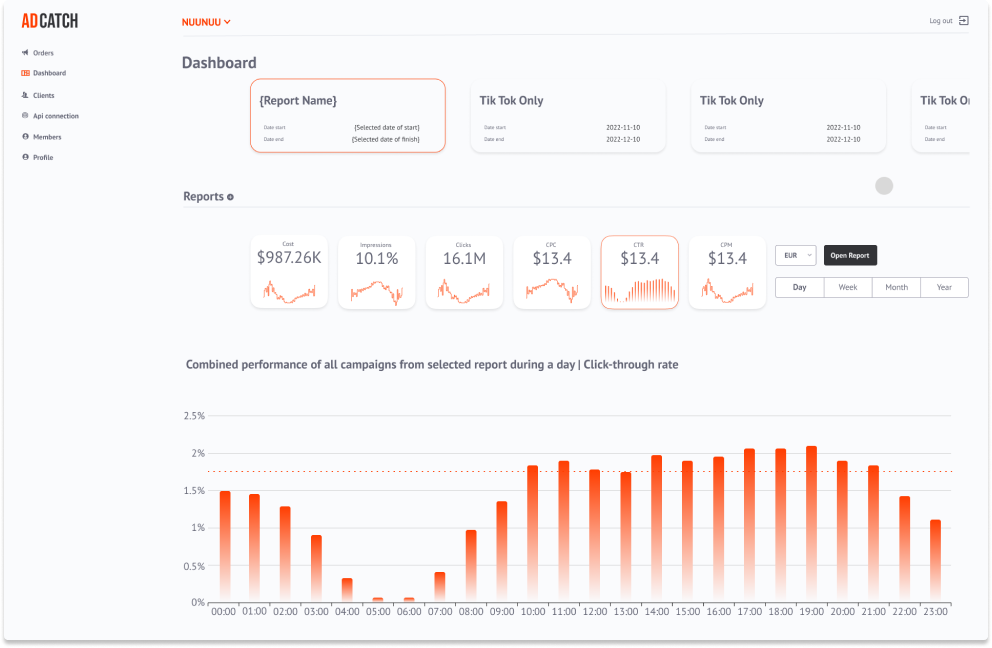 ADCATCH
NUUNUU
Log out
Orders
Dashboard
Clients
Api connection
Members
Profile
Dashboard
{Report Name}
Date start {Selected date of start}
Date end {Selected date of finish}
Tik Tok Only
Date start 2022-11-10
Date end 2022-12-10
Tik Tok Only
Date start 2022-11-10
Date end 2022-12-10
Tik Tok
Date start
Date end
Reports
Cost
$987.26K
Impressions
10.1%
Clicks
16.1M
CPC
$13.4
CTR
$13.4
CPM
$13.4
EUR
Open Report
Day Week Month Year
Combined performance of all campaigns from selected report during a day | Click-through rate
2.5%
2%
1.5%
1%
0.5%
0%
00:00 01:00 02:00 03:00 04:00 05:00 06:00 07:00 08:00 09:00 10:00 11:00 12:00 13:00 14:00 15:00 16:00 17:00 18:00 19:00 20:00 21:00 22:00 23:00